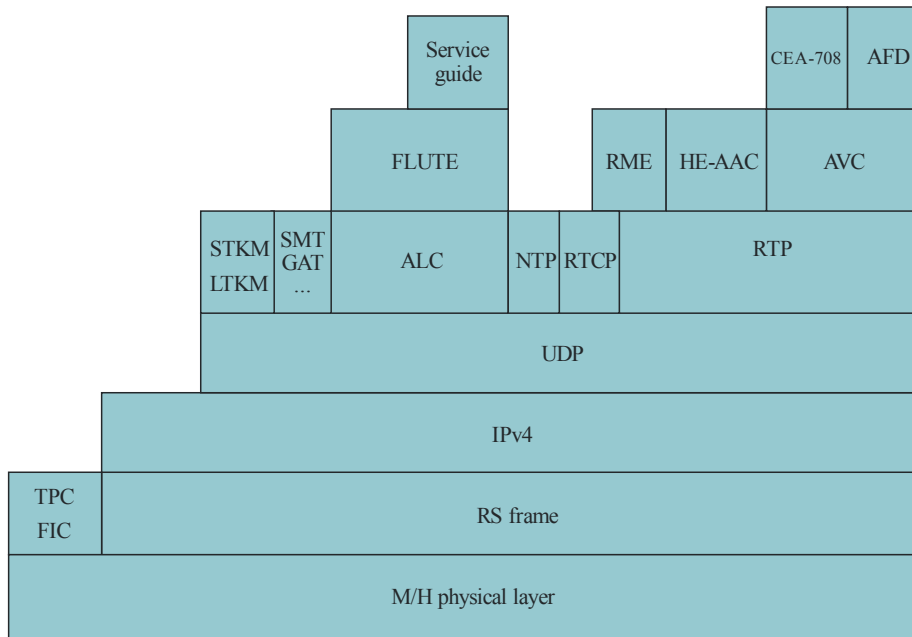 Service
guide
CEA-708
AFD
FLUTE
RME
HE-AAC
AVC
STKM
LTKM
SMT
GAT
...
ALC
NTP
RTCP
RTP
UDP
IPv4
TPC
FIC
RS frame
M/H physical layer